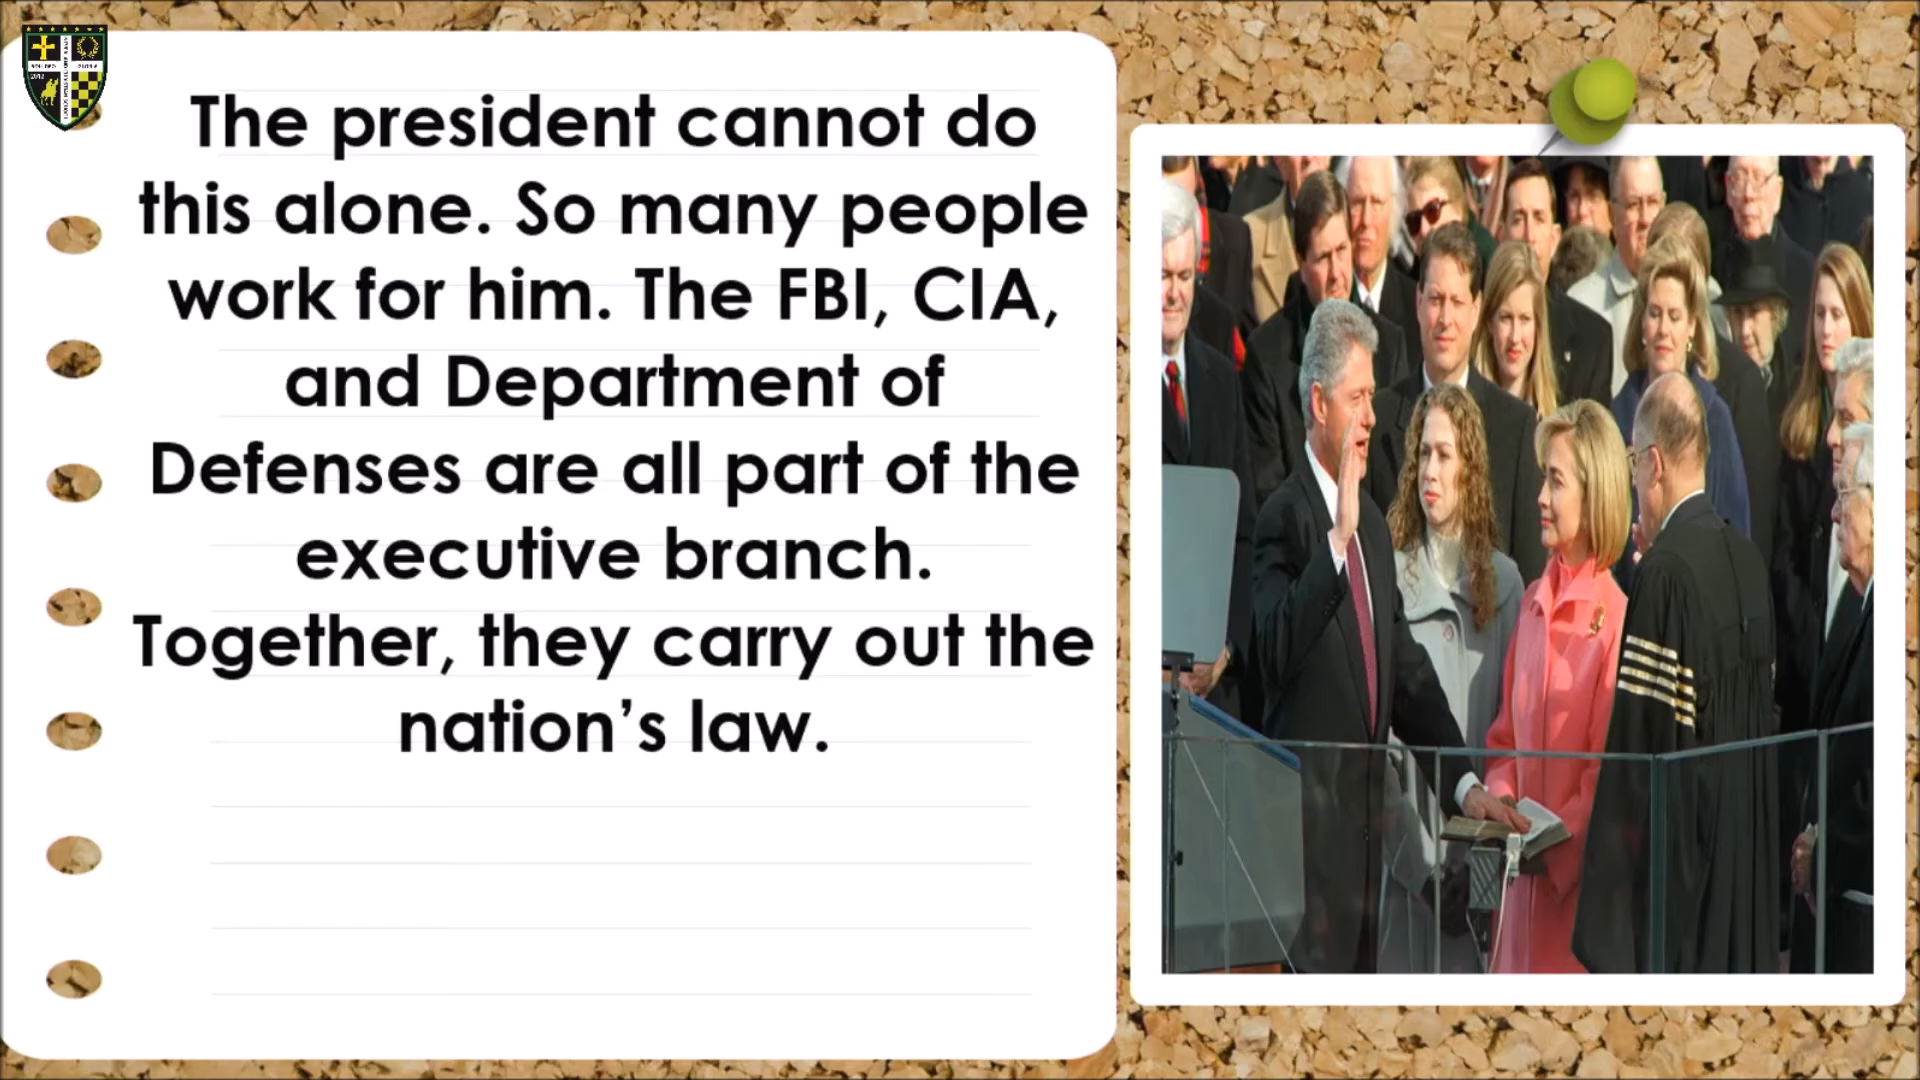 The president cannot do
this alone. So many people
work for him. The FBI, CIA,
and Department of
Defenses are all part of the
executive branch.
Together, they carry out the
nation’s law.
2012